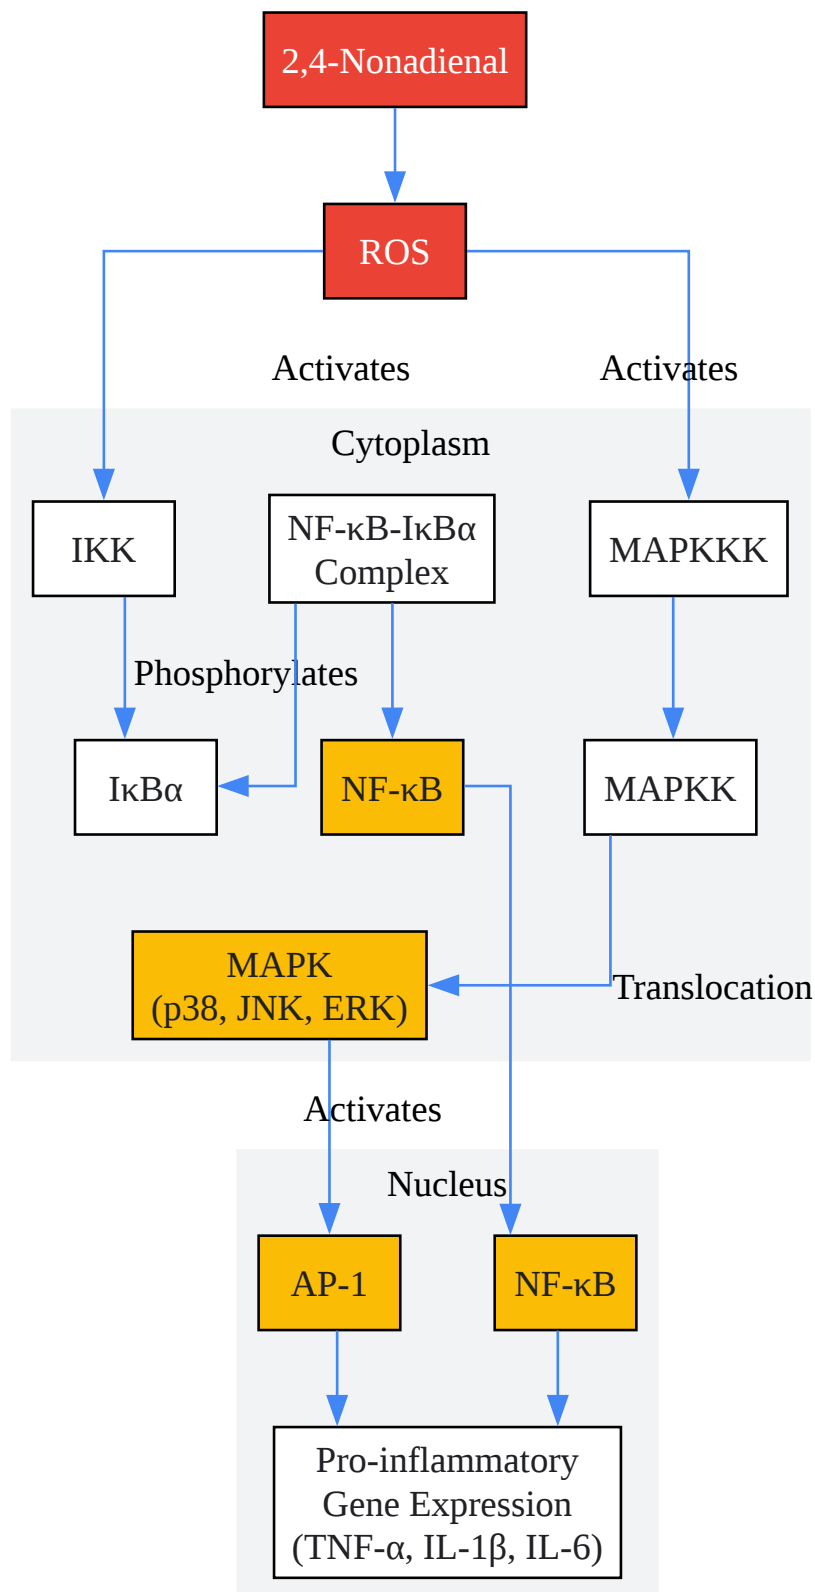 2,4-Nonadienal
ROS
Activates
Activates
Cytoplasm
IKK
NF-κB-IκBα
Complex
MAPKKK
Phosphorylates
IκBα
NF-κB
MAPKK
MAPK
(p38, JNK, ERK)
Translocation
Activates
Nucleus
AP-1
NF-κB
Pro-inflammatory
Gene Expression
(TNF-α, IL-1β, IL-6)